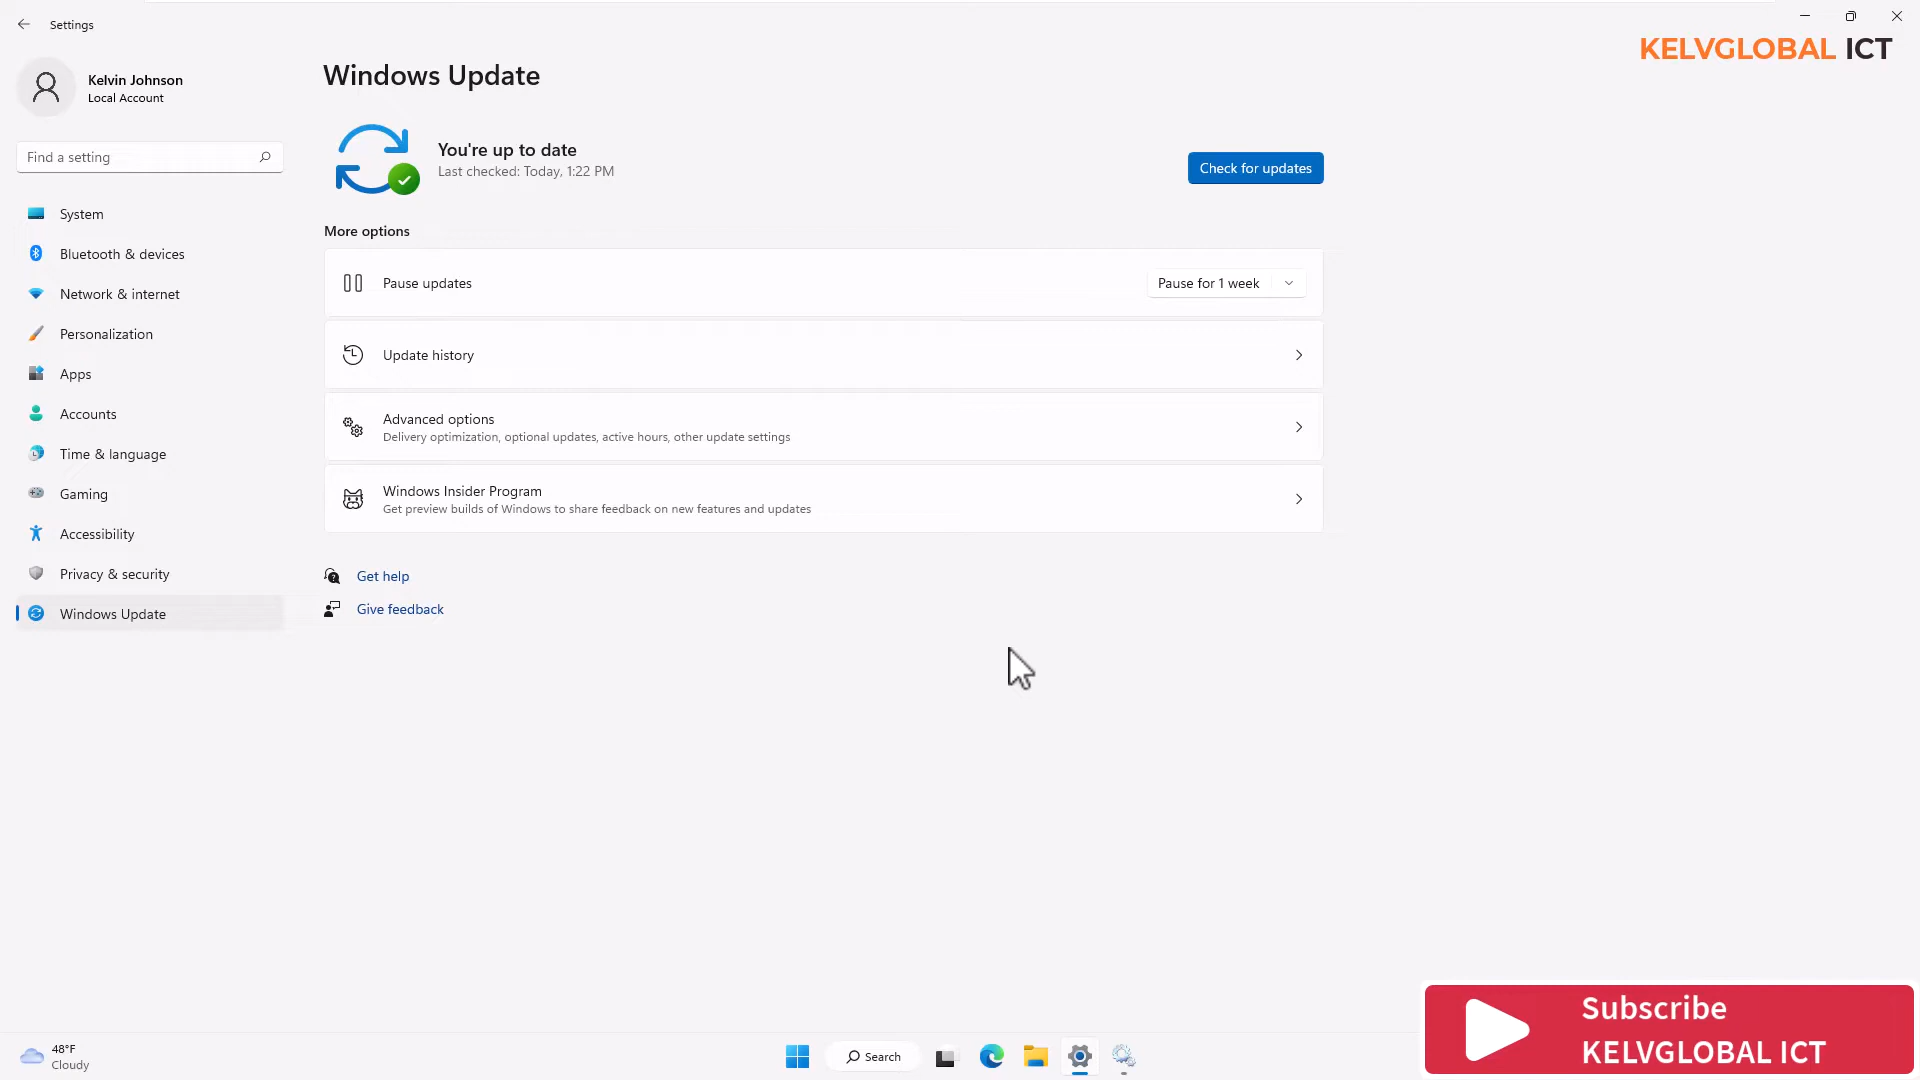 Settings
KELVGLOBAL ICT
Kelvin Johnson
Local Account
Find a setting
System
Bluetooth & devices
Network & internet
Personalization
Apps
Accounts
Time & language
Gaming
Accessibility
Privacy & security
Windows Update
Windows Update
You're up to date
Last checked: Today, 1:22 PM
Check for updates
More options
Pause updates
Pause for 1 week
Update history
Advanced options
Delivery optimization, optional updates, active hours, other update settings
Windows Insider Program
Get preview builds of Windows to share feedback on new features and updates
Get help
Give feedback
48°F
Cloudy
Search
Subscribe
KELVGLOBAL ICT